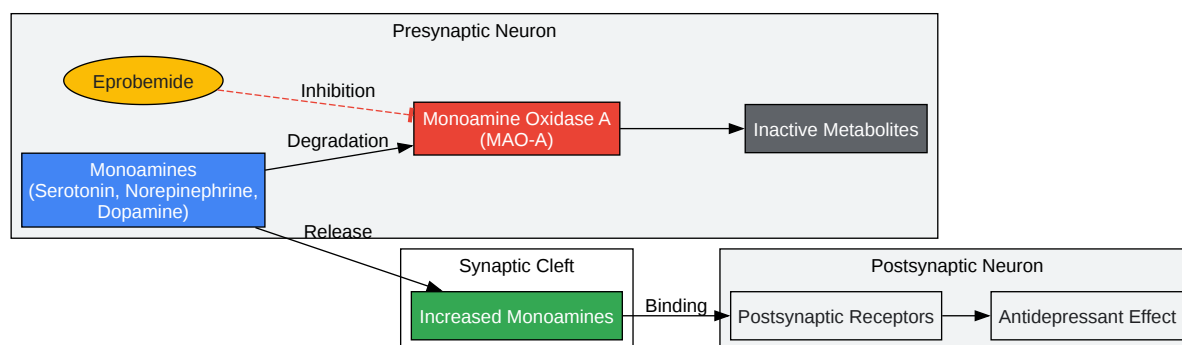 Presynaptic Neuron
Eprobemide
Inhibition
Monoamine Oxidase A
(MAO-A)
Inactive Metabolites
Degradation
Monoamines
(Serotonin, Norepinephrine,
Dopamine)
Release
Synaptic Cleft
Increased Monoamines
Binding
Postsynaptic Neuron
Postsynaptic Receptors
Antidepressant Effect